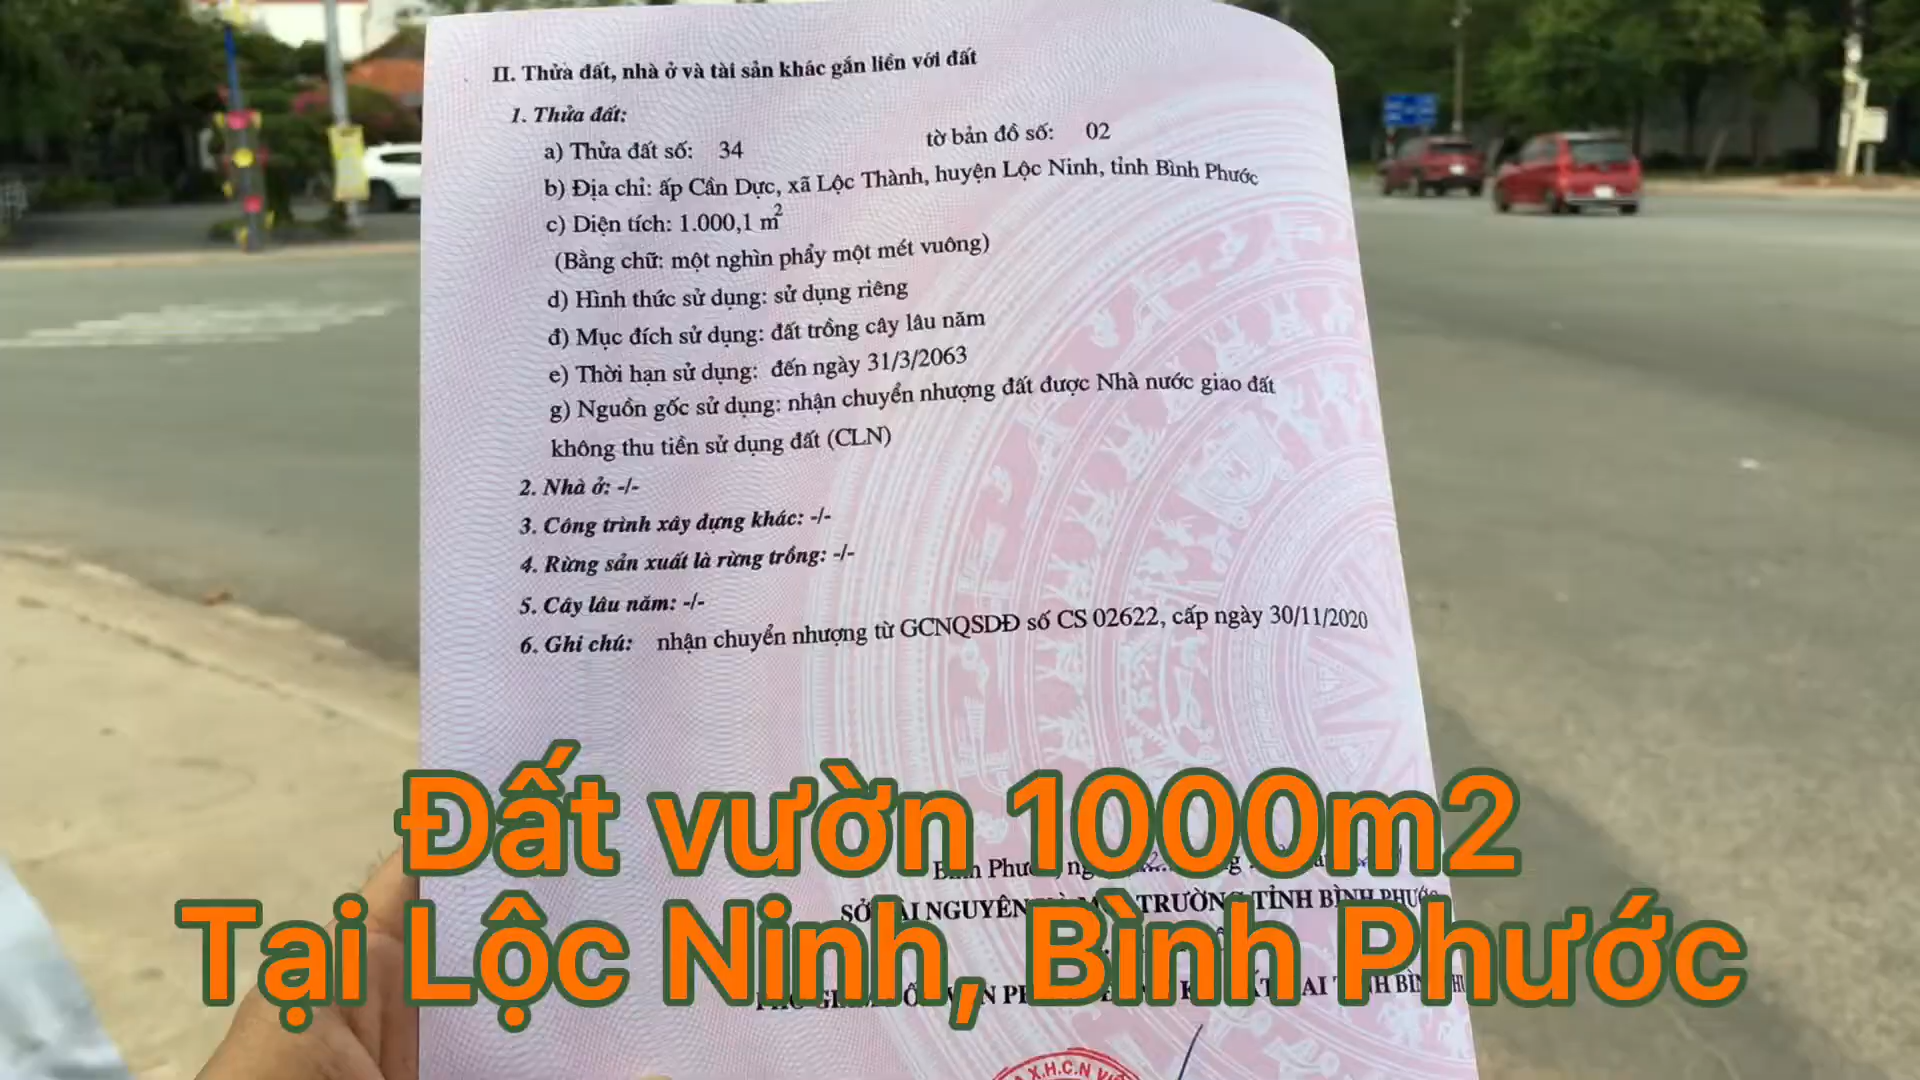 II. Thửa đất, nhà ở và tài sản khác gắn liền với đất
1. Thửa đất:
a) Thửa đất số: 34 tờ bản đồ số: 02
b) Địa chỉ: ấp Cần Dực, xã Lộc Thành, huyện Lộc Ninh, tỉnh Bình Phước
c) Diện tích: 1.000,1 m²
(Bằng chữ: một nghìn phẩy một mét vuông)
d) Hình thức sử dụng: sử dụng riêng
đ) Mục đích sử dụng: đất trồng cây lâu năm
e) Thời hạn sử dụng: đến ngày 31/3/2063
g) Nguồn gốc sử dụng: nhận chuyển nhượng đất được Nhà nước giao đất
không thu tiền sử dụng đất (CLN)
2. Nhà ở: -/-
3. Công trình xây dựng khác: -/-
4. Rừng sản xuất là rừng trồng: -/-
5. Cây lâu năm: -/-
6. Ghi chú: nhận chuyển nhượng từ GCNQSDĐ số CS 02622, cấp ngày 30/11/2020
Đất vườn 1000m2
SỞ TÀI NGUYÊN TRƯỜNG TỈNH BÌNH PHƯỚC
Tại Lộc Ninh, Bình Phước
X.H.C.N